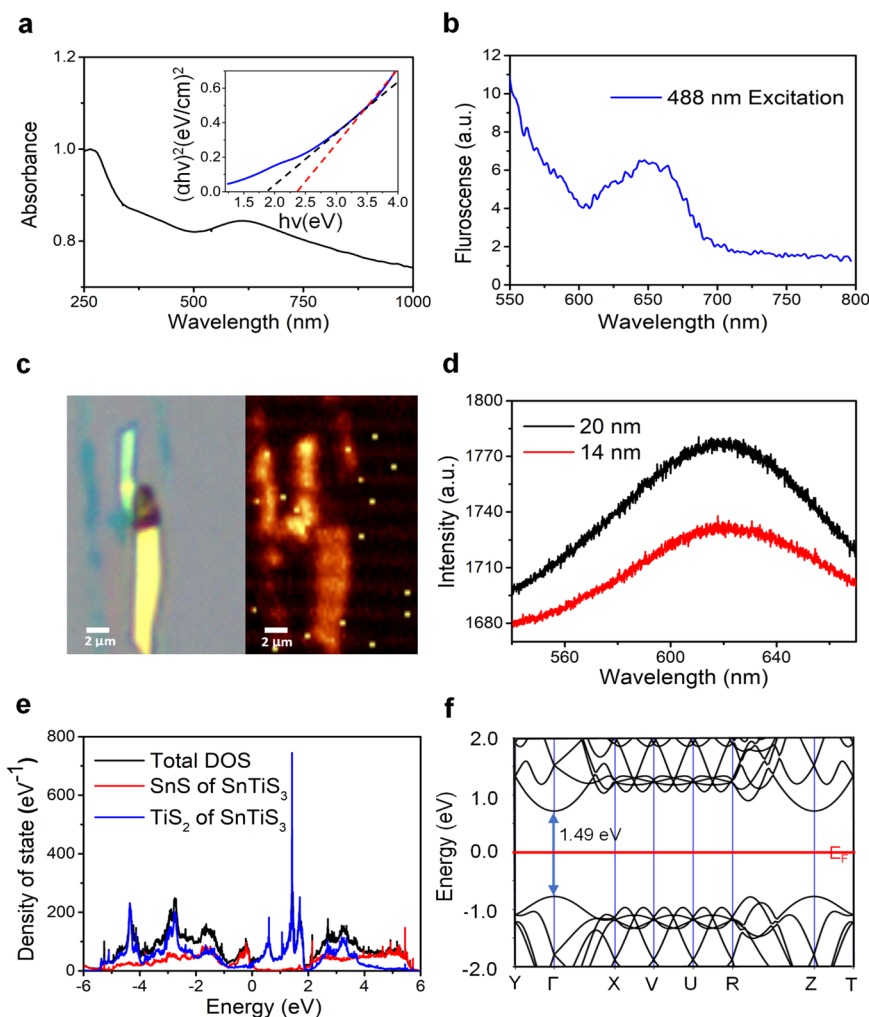 a
1.2
1.0
0.8
Absorbance
250
500
750
1000
Wavelength (nm)
0.6
0.4
0.2
0.0
(αhν)²(eV/cm)²
1.5 2.0 2.5 3.0 3.5 4.0
hν(eV)
b
12
10
8
6
4
2
0
Fluroscense (a.u.)
488 nm Excitation
550 600 650 700 750 800
Wavelength (nm)
c
2 µm
2 µm
d
1800
1770
1740
1710
1680
Intensity (a.u.)
20 nm
14 nm
560 600 640
Wavelength (nm)
e
800
600
400
200
0
Density of state (eV⁻¹)
Total DOS
SnS of SnTiS₃
TiS₂ of SnTiS₃
-6 -4 -2 0 2 4 6
Energy (eV)
f
2.0
1.0
0.0
-1.0
-2.0
Energy (eV)
1.49 eV
E_F
Y Γ X V U R Z T